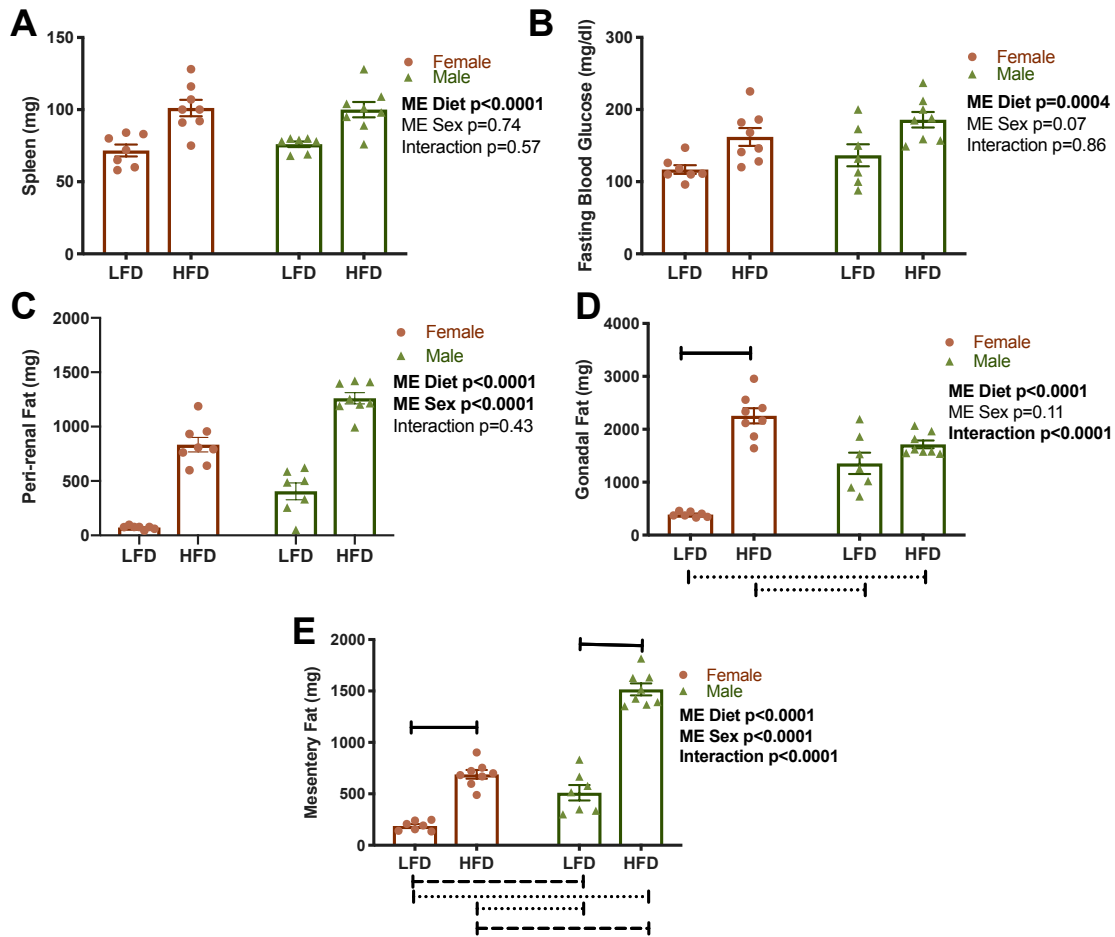 A
Spleen (mg)
150
100
50
0
LFD HFD LFD HFD
Female
Male
ME Diet p<0.0001
ME Sex p=0.74
Interaction p=0.57
B
Fasting Blood Glucose (mg/dl)
300
200
100
0
LFD HFD LFD HFD
Female
Male
ME Diet p=0.0004
ME Sex p=0.07
Interaction p=0.86
C
Peri-renal Fat (mg)
2000
1500
1000
500
0
LFD HFD LFD HFD
Female
Male
ME Diet p<0.0001
ME Sex p<0.0001
Interaction p=0.43
D
Gonadal Fat (mg)
4000
3000
2000
1000
0
LFD HFD LFD HFD
Female
Male
ME Diet p<0.0001
ME Sex p=0.11
Interaction p<0.0001
E
Mesentery Fat (mg)
2000
1500
1000
500
0
LFD HFD LFD HFD
Female
Male
ME Diet p<0.0001
ME Sex p<0.0001
Interaction p<0.0001